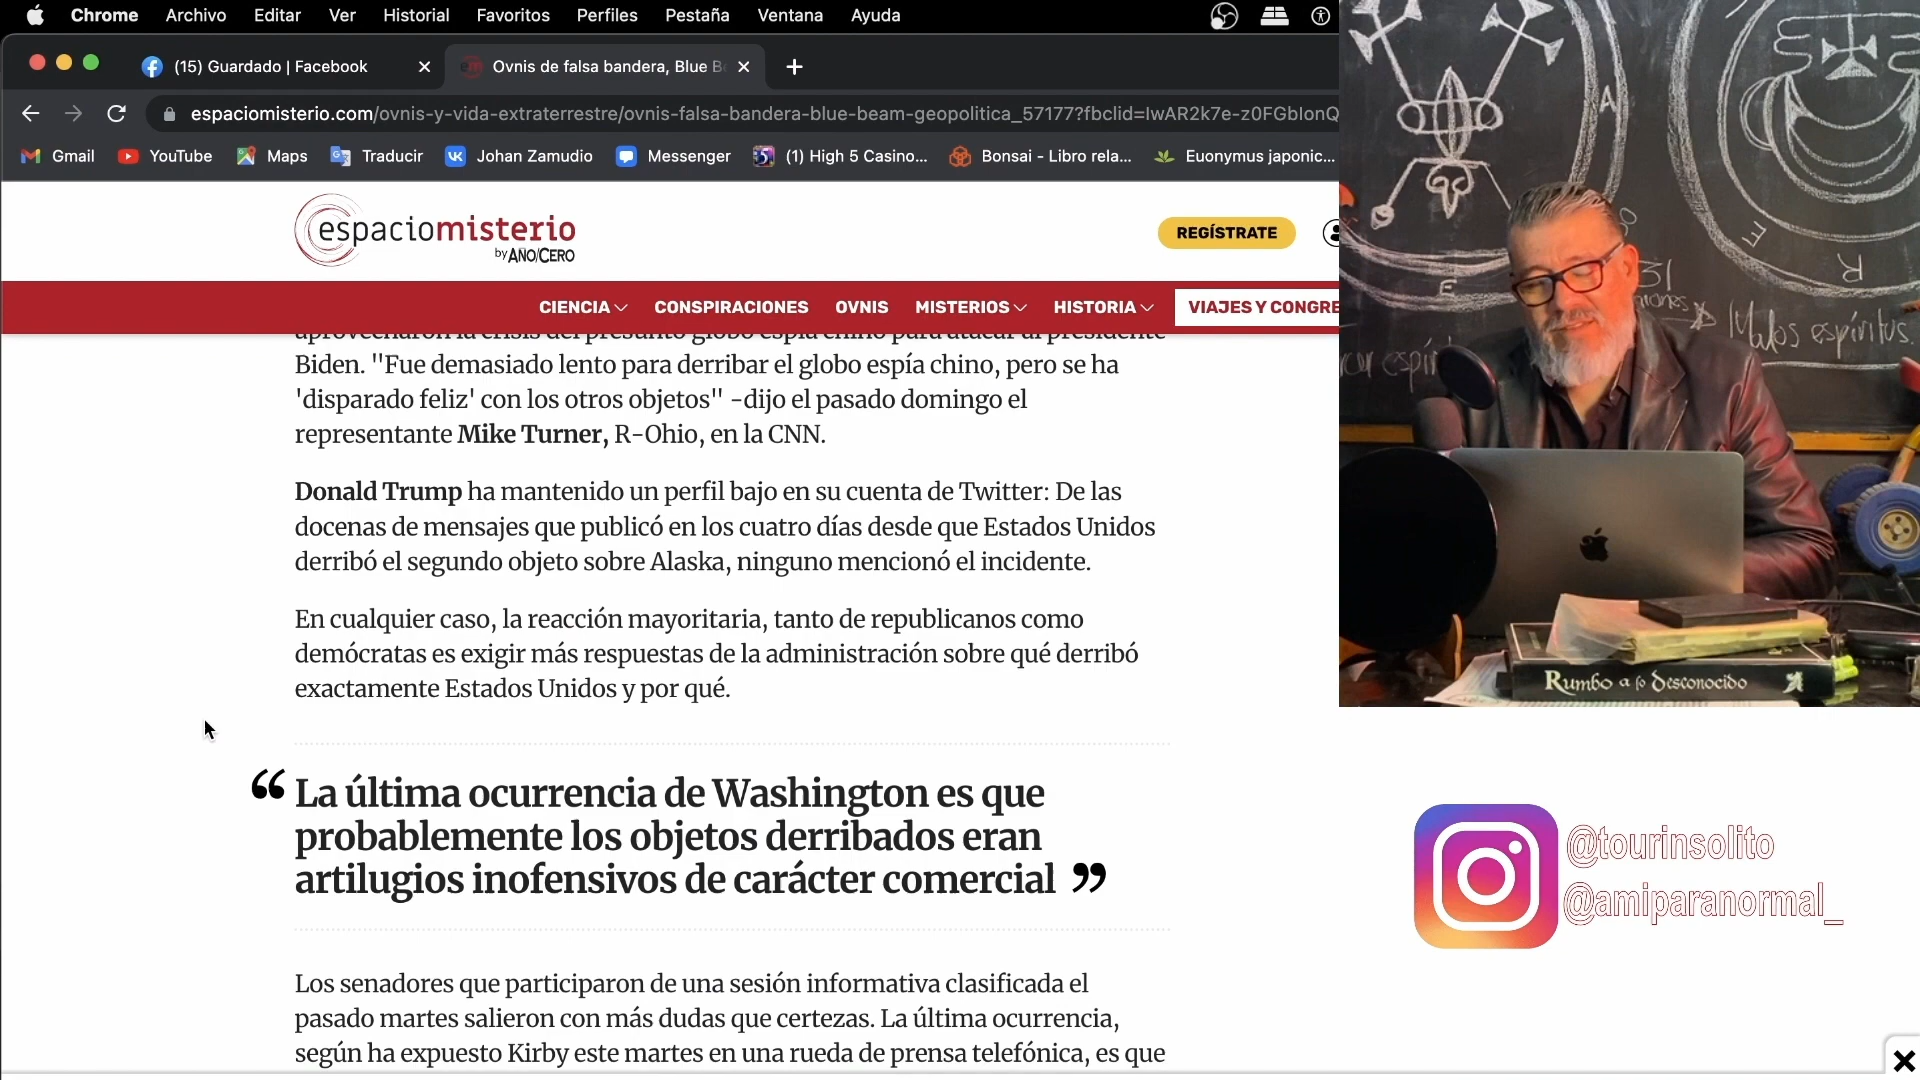 Chrome Archivo Editar Ver Historial Favoritos Perfiles Pestaña Ventana Ayuda
(15) Guardado | Facebook
Ovnis de falsa bandera, Blue B
espaciomisterio.com/ovnis-y-vida-extraterrestre/ovnis-falsa-bandera-blue-beam-geopolitica_57177?fbclid=IwAR2k7e-z0FGbIonQ
Gmail YouTube Maps Traducir Johan Zamudio Messenger (1) High 5 Casino... Bonsai - Libro rela... Euonymus japonic...
espaciomisterio
by AÑO/CERO
REGÍSTRATE
CIENCIA CONSPIRACIONES OVNIS MISTERIOS HISTORIA VIAJES Y CONGRE
aprovecharon la crisis del presunto globo espía chino para atacar al presidente
Biden. "Fue demasiado lento para derribar el globo espía chino, pero se ha
'disparado feliz' con los otros objetos" -dijo el pasado domingo el
representante Mike Turner, R-Ohio, en la CNN.
Donald Trump ha mantenido un perfil bajo en su cuenta de Twitter: De las
docenas de mensajes que publicó en los cuatro días desde que Estados Unidos
derribó el segundo objeto sobre Alaska, ninguno mencionó el incidente.
En cualquier caso, la reacción mayoritaria, tanto de republicanos como
demócratas es exigir más respuestas de la administración sobre qué derribó
exactamente Estados Unidos y por qué.
“ La última ocurrencia de Washington es que
probablemente los objetos derribados eran
artilugios inofensivos de carácter comercial ”
Los senadores que participaron de una sesión informativa clasificada el
pasado martes salieron con más dudas que certezas. La última ocurrencia,
según ha expuesto Kirby este martes en una rueda de prensa telefónica, es que
A
E
E
R
31
Malos espíritus.
Rumbo a lo desconocido
@tourinsolito
@amiparanormal_